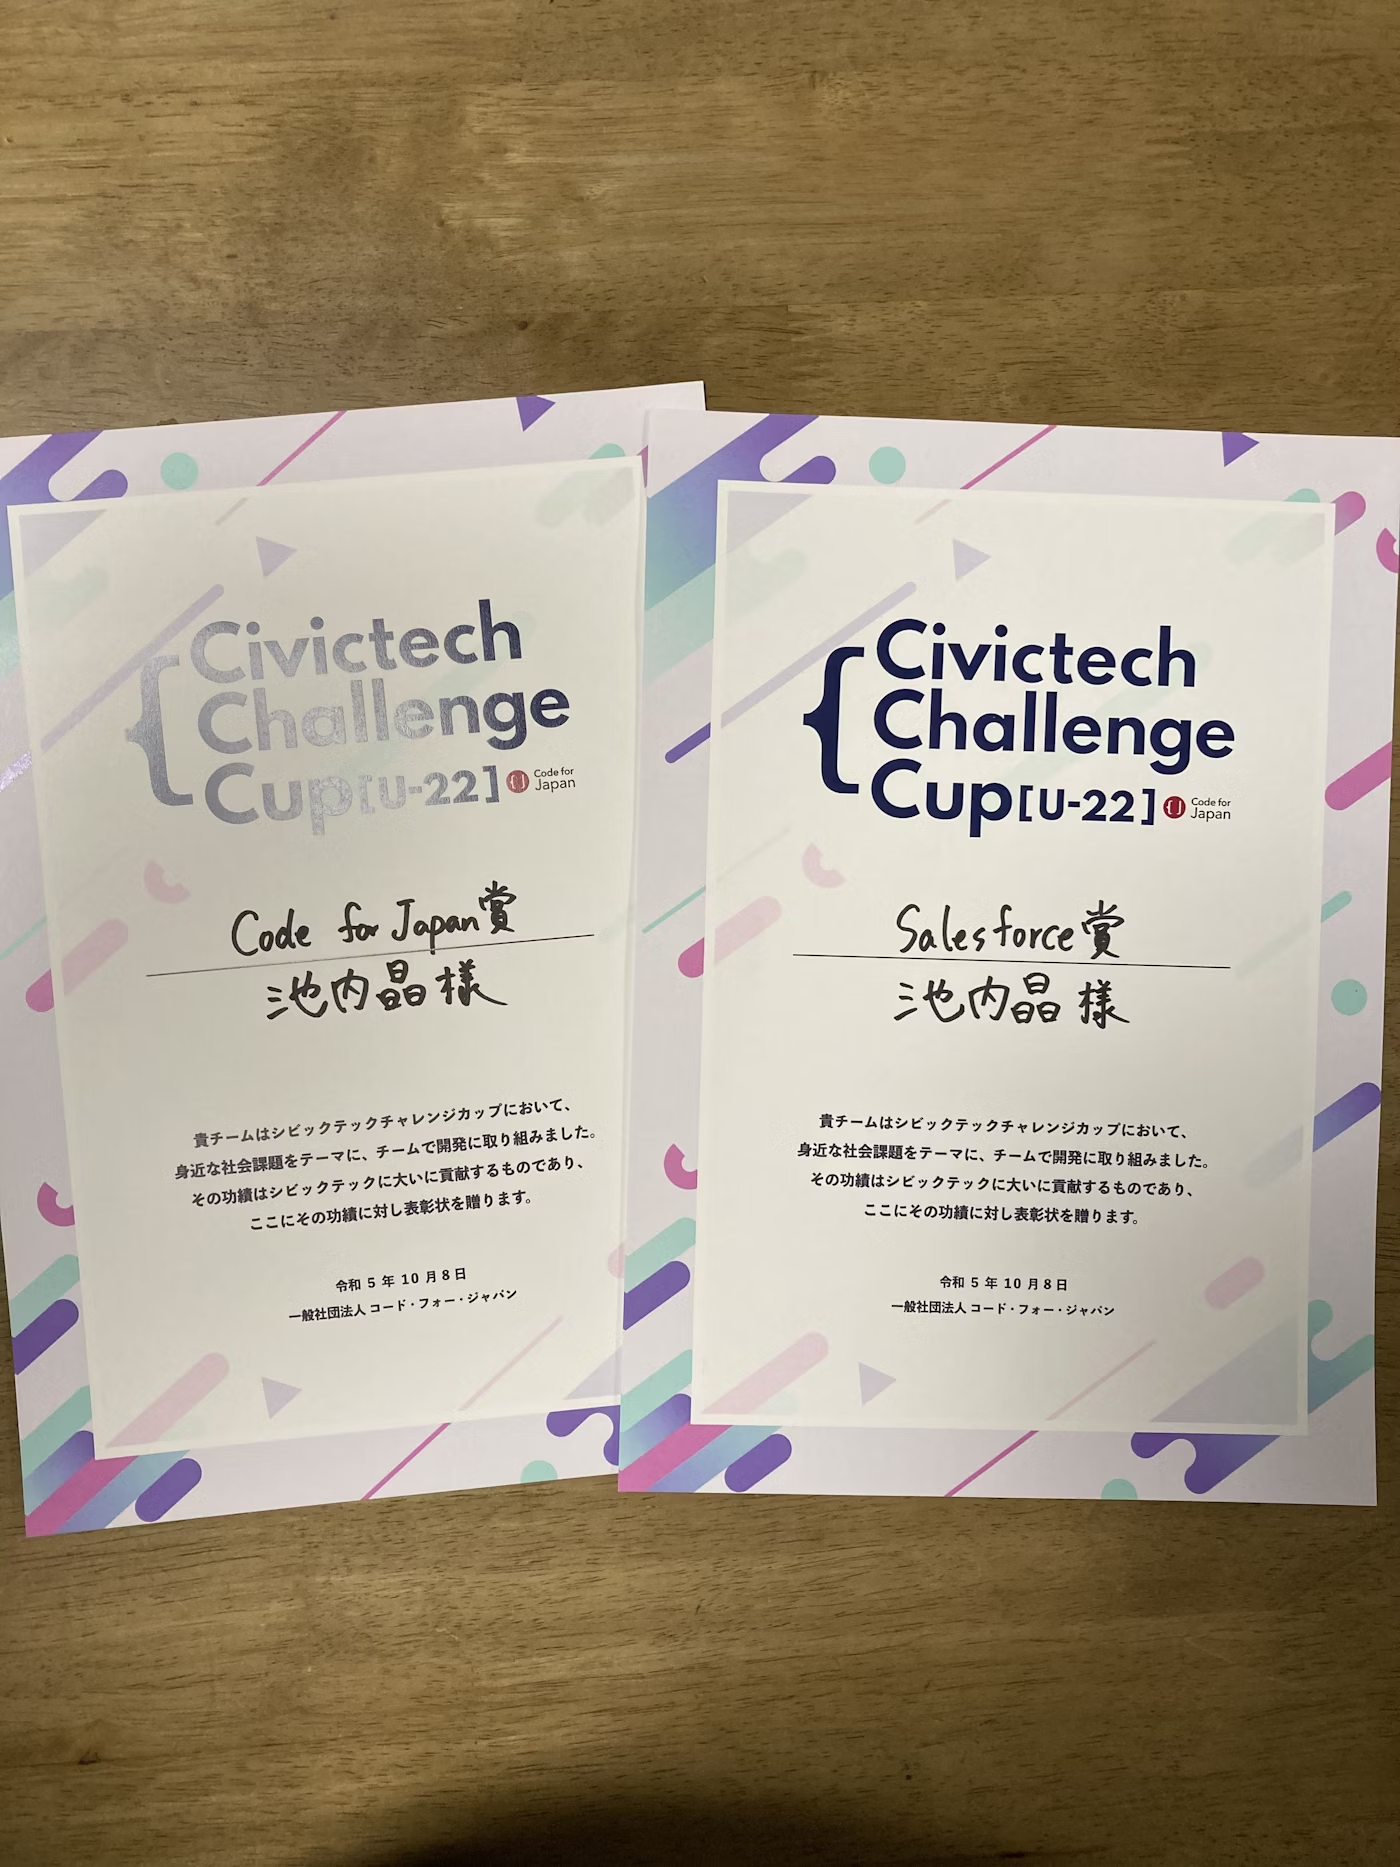 Civictech
Challenge
Cup[U-22]
Code for
Japan
Code for Japan賞
池内晶様
貴チームはシビックテックチャレンジカップにおいて、
身近な社会課題をテーマに、チームで開発に取り組みました。
その功績はシビックテックに大いに貢献するものであり、
ここにその功績に対し表彰状を贈ります。
令和 5 年 10 月 8 日
一般社団法人 コード・フォー・ジャパン
Civictech
Challenge
Cup[U-22]
Code for
Japan
Salesforce賞
池内晶 様
貴チームはシビックテックチャレンジカップにおいて、
身近な社会課題をテーマに、チームで開発に取り組みました。
その功績はシビックテックに大いに貢献するものであり、
ここにその功績に対し表彰状を贈ります。
令和 5 年 10 月 8 日
一般社団法人 コード・フォー・ジャパン